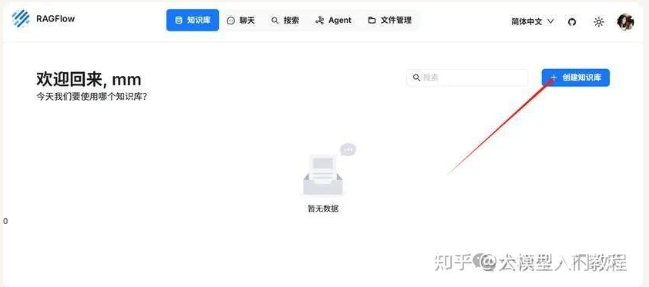 RAGFlow
知识库 聊天 搜索 Agent 文件管理 简体中文
欢迎回来, mm
今天我们要使用哪个知识库?
搜索
创建知识库
暂无数据
0
知乎 @大模型入门教程